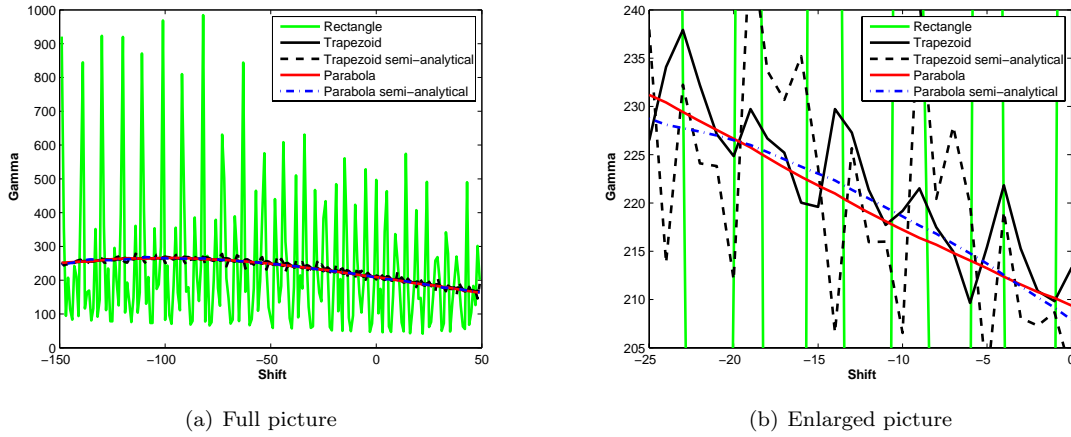 1000
900
800
700
600
500
400
300
200
100
0
−150 −100 −50 0 50
Gamma
Shift
Rectangle
Trapezoid
Trapezoid semi−analytical
Parabola
Parabola semi−analytical
(a) Full picture
240
235
230
225
220
215
210
205
−25 −20 −15 −10 −5 0
Gamma
Shift
Rectangle
Trapezoid
Trapezoid semi−analytical
Parabola
Parabola semi−analytical
(b) Enlarged picture